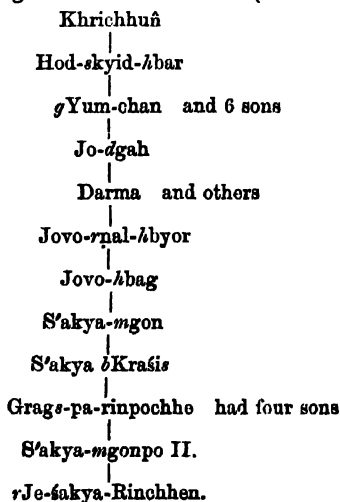 Khrichhuñ
Hod-skyid-hbar
gYum-chan and 6 sons
Jo-dgah
Darma and others
Jovo-rṇal-hbyor
Jovo-hbag
S'akya-mgon
S'akya bKraśis
Grags-pa-rinpochhe had four sons
S'akya-mgonpo II.
rJe-śakya-Rinchhen.